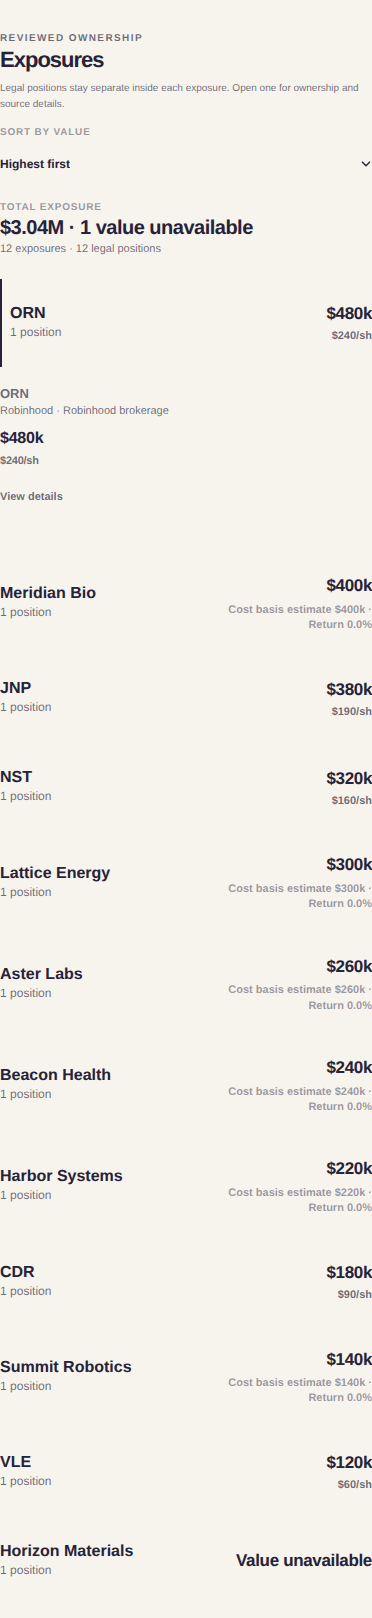 REVIEWED OWNERSHIP
Exposures
Legal positions stay separate inside each exposure. Open one for ownership and
source details.
SORT BY VALUE
Highest first
TOTAL EXPOSURE
$3.04M · 1 value unavailable
12 exposures · 12 legal positions
ORN
1 position
$480k
$240/sh
ORN
Robinhood · Robinhood brokerage
$480k
$240/sh
View details
Meridian Bio
1 position
$400k
Cost basis estimate $400k ·
Return 0.0%
JNP
1 position
$380k
$190/sh
NST
1 position
$320k
$160/sh
Lattice Energy
1 position
$300k
Cost basis estimate $300k ·
Return 0.0%
Aster Labs
1 position
$260k
Cost basis estimate $260k ·
Return 0.0%
Beacon Health
1 position
$240k
Cost basis estimate $240k ·
Return 0.0%
Harbor Systems
1 position
$220k
Cost basis estimate $220k ·
Return 0.0%
CDR
1 position
$180k
$90/sh
Summit Robotics
1 position
$140k
Cost basis estimate $140k ·
Return 0.0%
VLE
1 position
$120k
$60/sh
Horizon Materials
1 position
Value unavailable